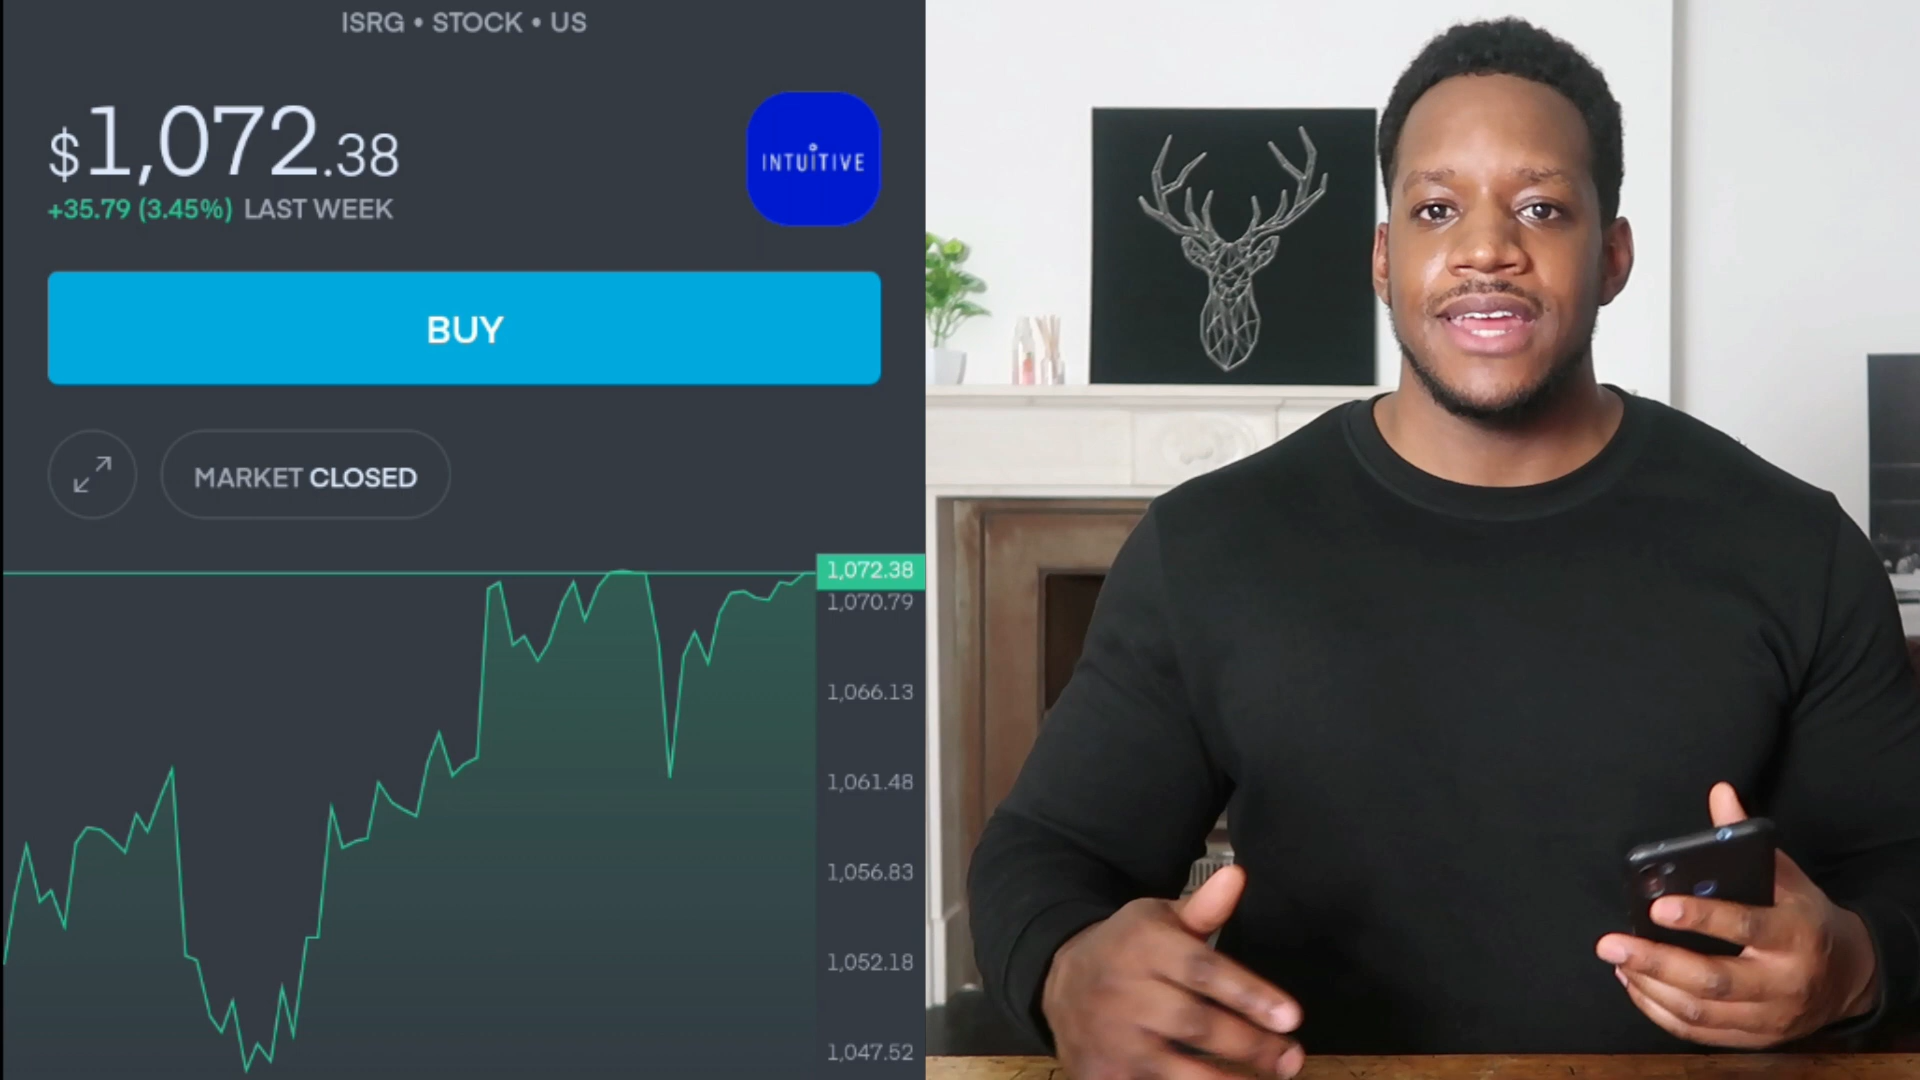 ISRG • STOCK • US
$1,072.38
+35.79 (3.45%) LAST WEEK
INTUITIVE
BUY
MARKET CLOSED
1,072.38
1,070.79
1,066.13
1,061.48
1,056.83
1,052.18
1,047.52